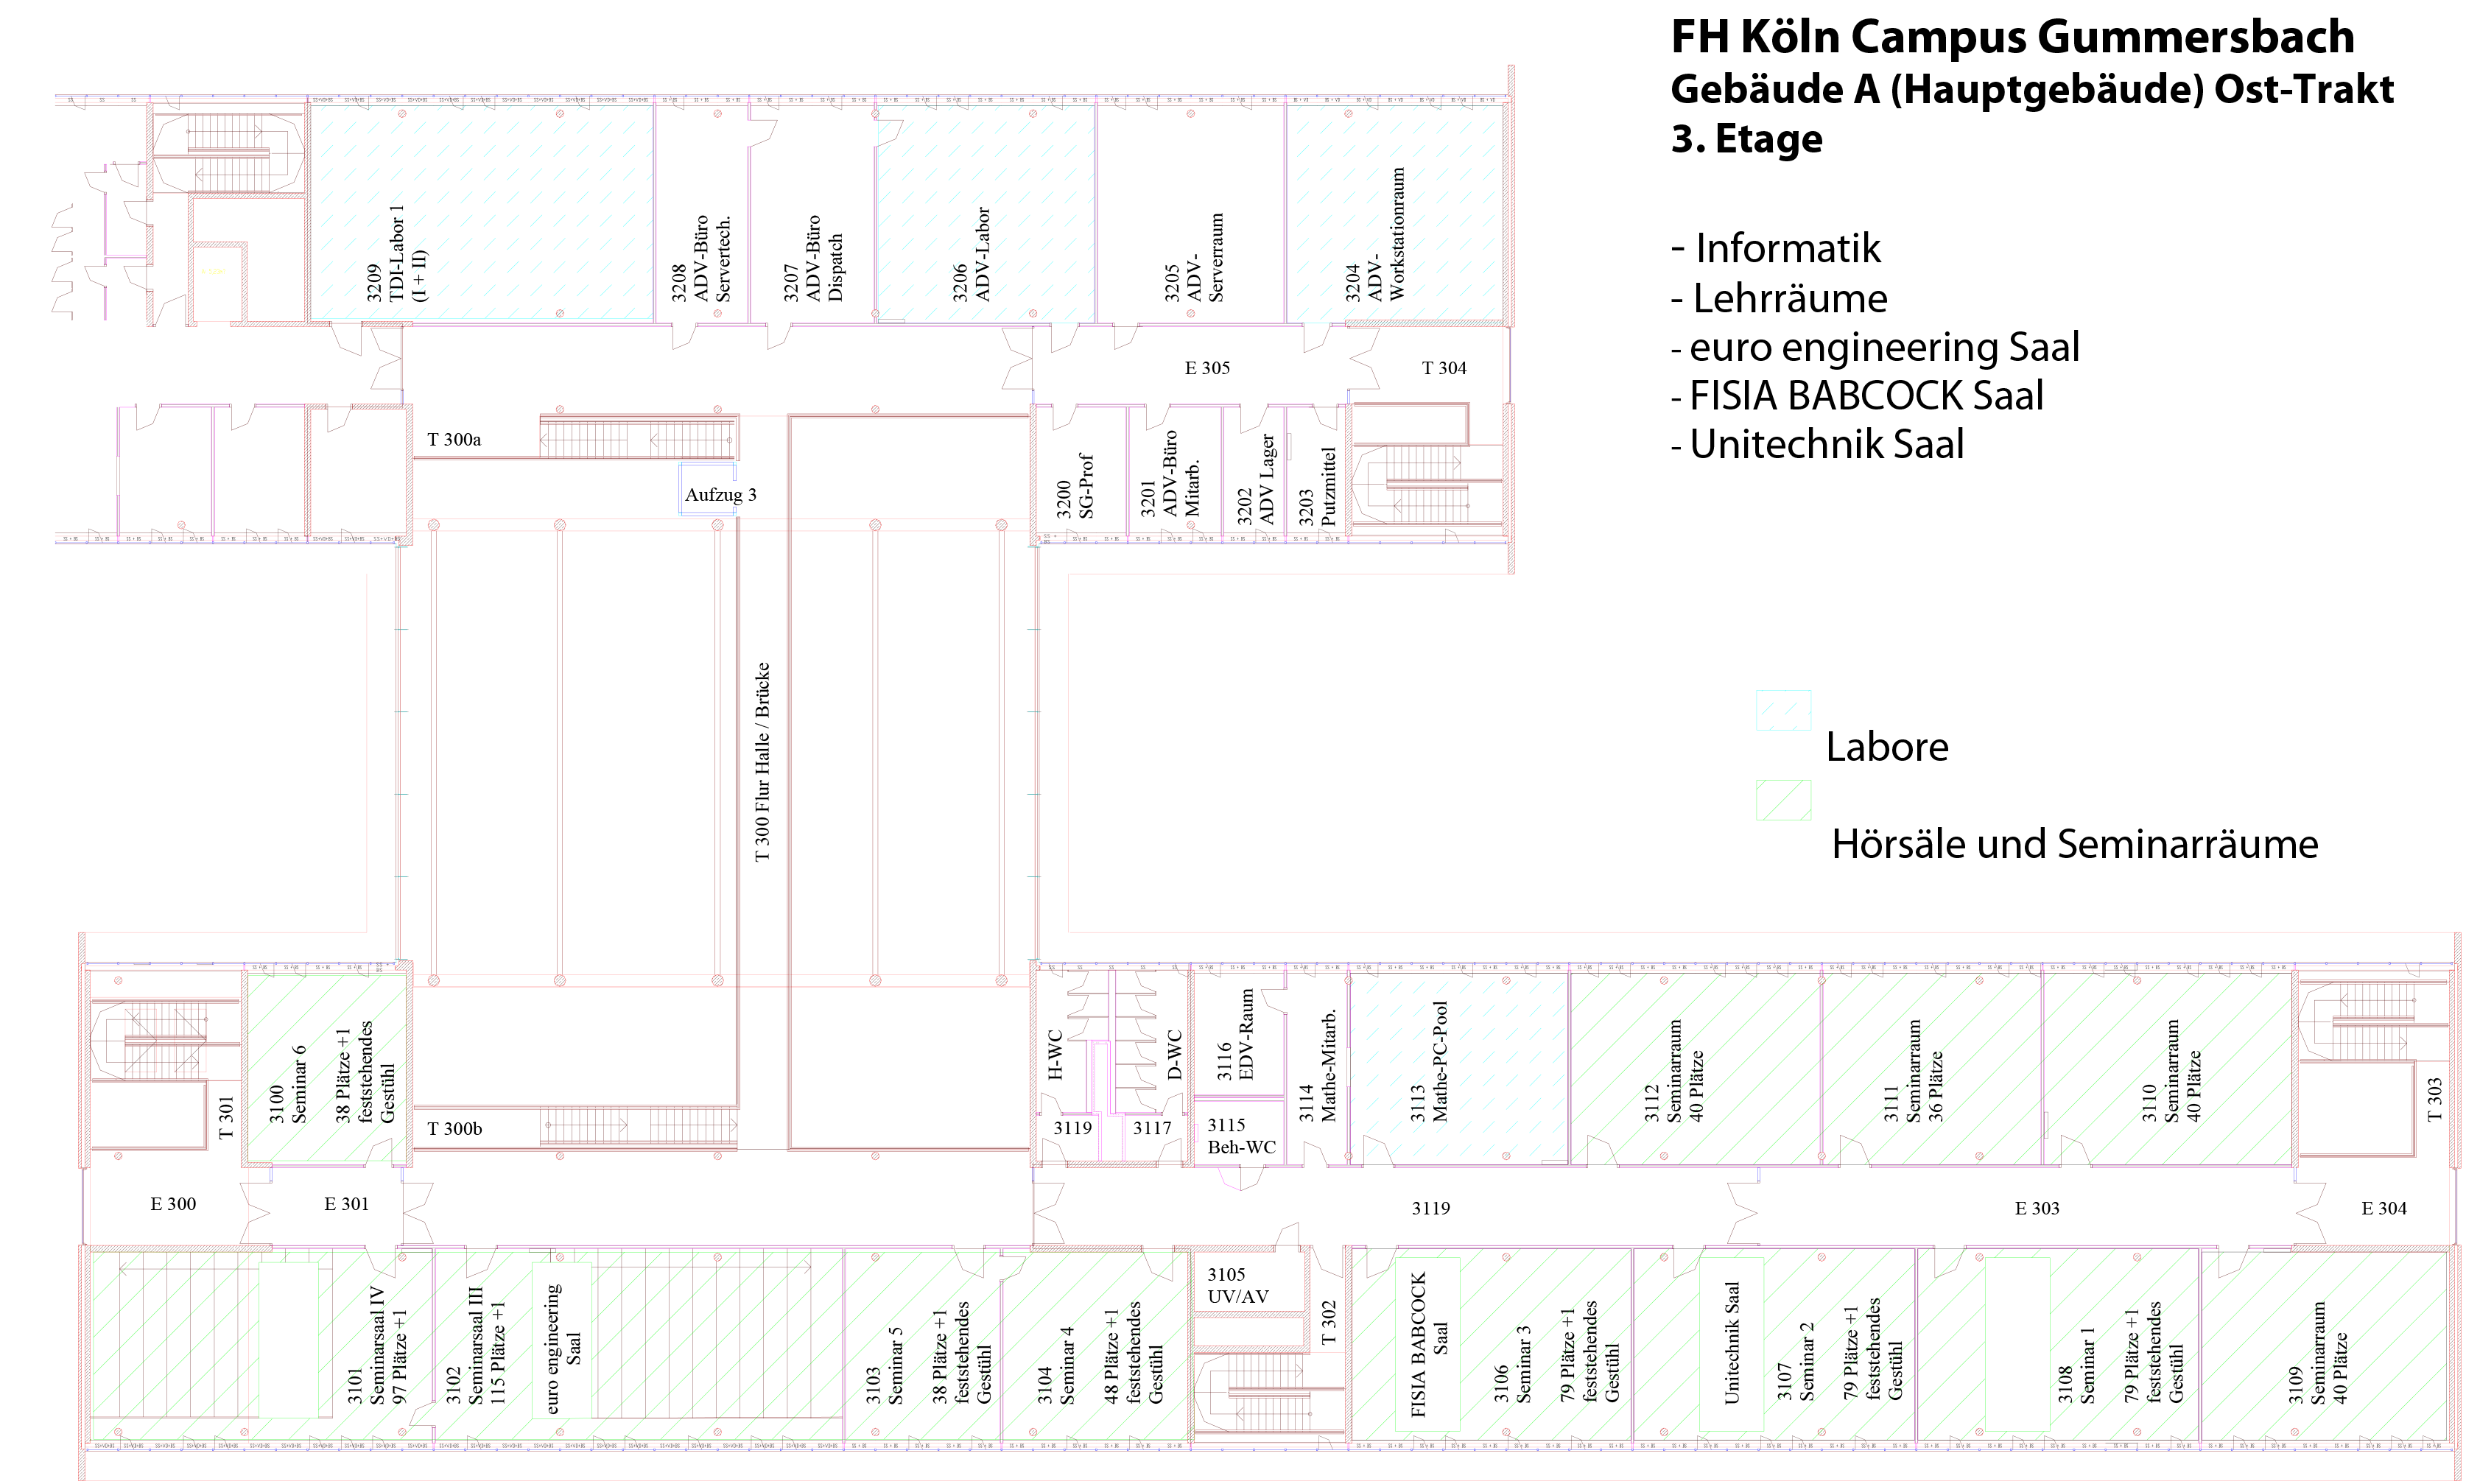 FH Köln Campus Gummersbach
Gebäude A (Hauptgebäude) Ost-Trakt
3. Etage
- Informatik
- Lehrräume
- euro engineering Saal
- FISIA BABCOCK Saal
- Unitechnik Saal
Labore
Hörsäle und Seminarräume
3209
TDI-Labor 1
(I + II)
3208
ADV-Büro
Servertech.
3207
ADV-Büro
Dispatch
3206
ADV-Labor
3205
ADV-
Serverraum
3204
ADV-
Workstationraum
E 305
T 304
T 300a
Aufzug 3
3200
SG-Prof
3201
ADV-Büro
Mitarb.
3202
ADV Lager
3203
Putzmittel
T 300 Flur Halle / Brücke
T 301
3100
Seminar 6
38 Plätze +1
feststehendes
Gestühl
T 300b
H-WC
D-WC
3119
3117
3116
EDV-Raum
3115
Beh-WC
3114
Mathe-Mitarb.
3113
Mathe-PC-Pool
3112
Seminarraum
40 Plätze
3111
Seminarraum
36 Plätze
3110
Seminarraum
40 Plätze
T 303
E 300
E 301
3119
E 303
E 304
3101
Seminarsaal IV
97 Plätze +1
3102
Seminarsaal III
115 Plätze +1
euro engineering
Saal
3103
Seminar 5
38 Plätze +1
feststehendes
Gestühl
3104
Seminar 4
48 Plätze +1
feststehendes
Gestühl
3105
UV/AV
T 302
FISIA BABCOCK
Saal
3106
Seminar 3
79 Plätze +1
feststehendes
Gestühl
Unitechnik Saal
3107
Seminar 2
79 Plätze +1
feststehendes
Gestühl
3108
Seminar 1
79 Plätze +1
feststehendes
Gestühl
3109
Seminarraum
40 Plätze